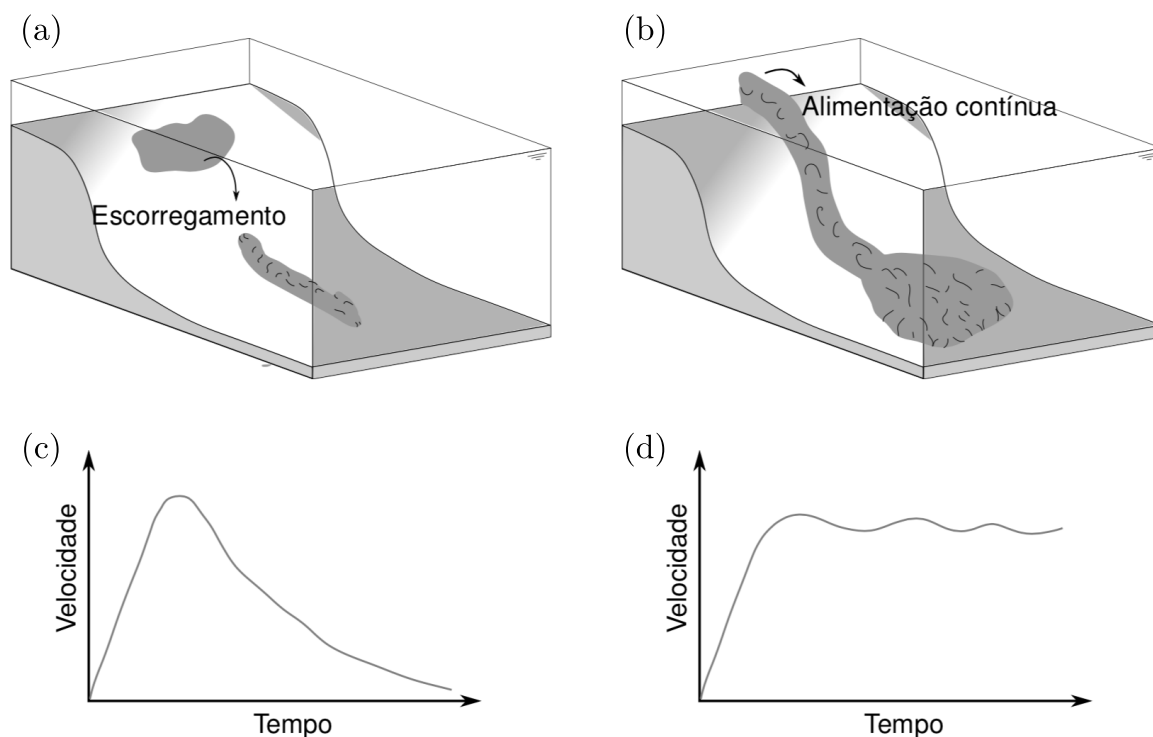 (a)
(b)
Alimentação contínua
Escorregamento
(c)
(d)
Velocidade
Tempo
Velocidade
Tempo